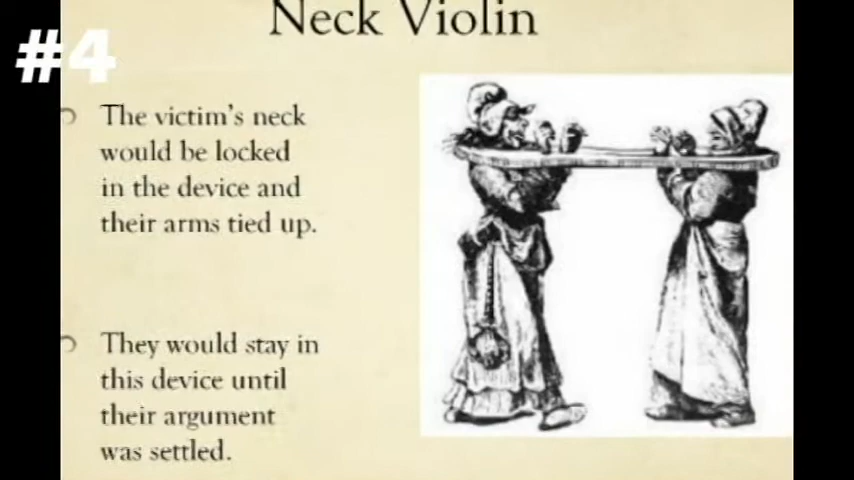 Neck Violin
#4
The victim's neck
would be locked
in the device and
their arms tied up.
They would stay in
this device until
their argument
was settled.